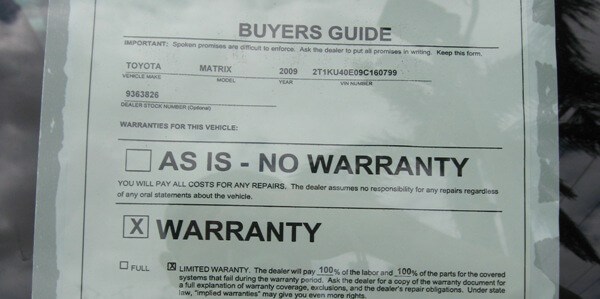 BUYERS GUIDE
IMPORTANT: Spoken promises are difficult to enforce. Ask the dealer to put all promises in writing. Keep this form.
TOYOTA MATRIX 2009 2T1KU40E09C160799
VEHICLE MAKE MODEL YEAR VIN NUMBER
9363826
DEALER STOCK NUMBER (Optional)
WARRANTIES FOR THIS VEHICLE:
AS IS - NO WARRANTY
YOU WILL PAY ALL COSTS FOR ANY REPAIRS. The dealer assumes no responsibility for any repairs regardless
of any oral statements about the vehicle.
X WARRANTY
FULL X LIMITED WARRANTY. The dealer will pay 100% of the labor and 100% of the parts for the covered
systems that fail during the warranty period. Ask the dealer for a copy of the warranty document for
a full explanation of warranty coverage, exclusions, and the dealer's repair obligations. Under state
law, "implied warranties" may give you even more rights.